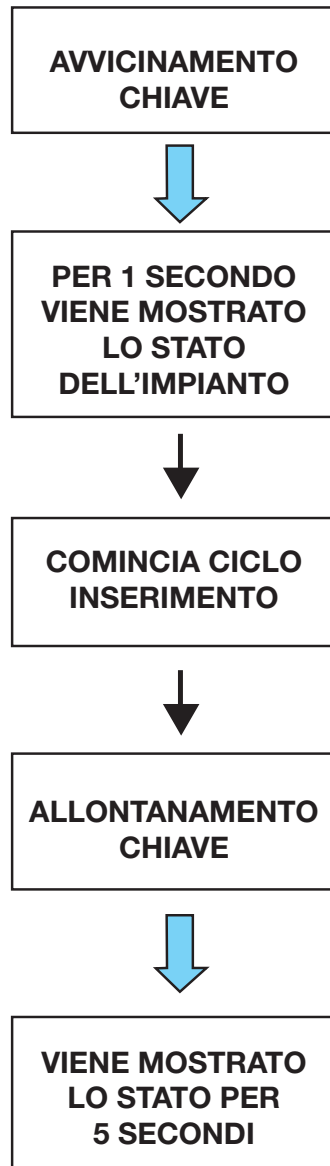 AVVICINAMENTO
CHIAVE
PER 1 SECONDO
VIENE MOSTRATO
LO STATO
DELL’IMPIANTO
COMINCIA CICLO
INSERIMENTO
ALLONTANAMENTO
CHIAVE
VIENE MOSTRATO
LO STATO PER
5 SECONDI